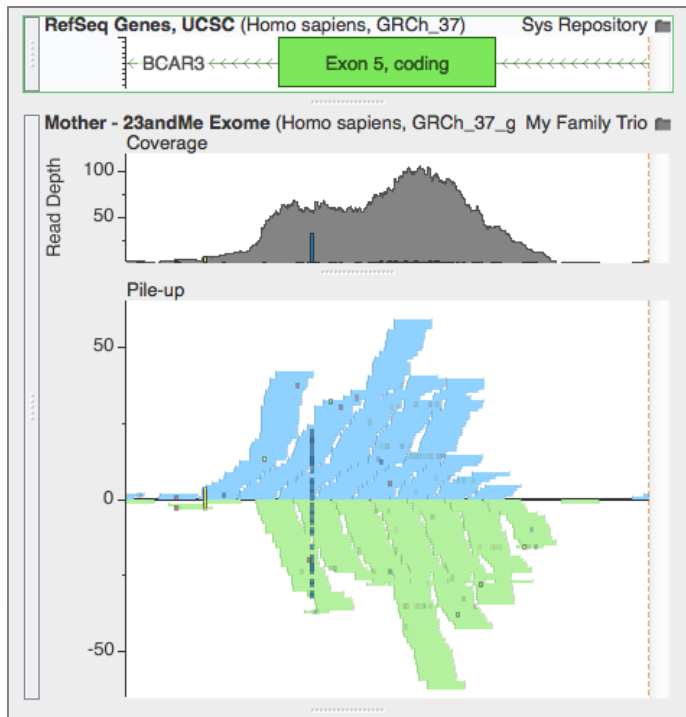 RefSeq Genes, UCSC (Homo sapiens, GRCh_37) Sys Repository
BCAR3 Exon 5, coding
Mother - 23andMe Exome (Homo sapiens, GRCh_37_g My Family Trio
Coverage
100
50
Read Depth
Pile-up
50
0
-50